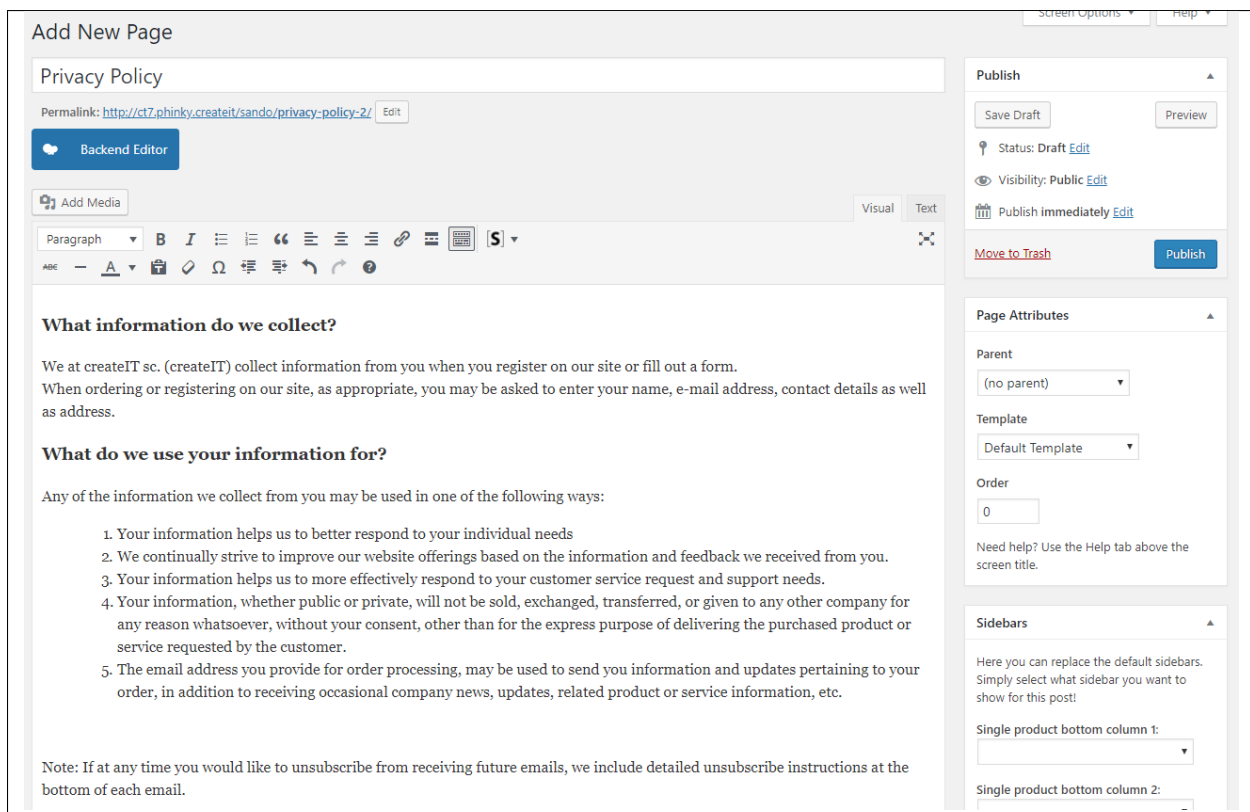 Screen Options ▼ Help ▼
Add New Page
Privacy Policy
Permalink: http://ct7.phinky.createit/sando/privacy-policy-2/ Edit
Backend Editor
Add Media
Visual Text
Paragraph B I S
ABC A Ω
What information do we collect?
We at createIT sc. (createIT) collect information from you when you register on our site or fill out a form.
When ordering or registering on our site, as appropriate, you may be asked to enter your name, e-mail address, contact details as well
as address.
What do we use your information for?
Any of the information we collect from you may be used in one of the following ways:
1. Your information helps us to better respond to your individual needs
2. We continually strive to improve our website offerings based on the information and feedback we received from you.
3. Your information helps us to more effectively respond to your customer service request and support needs.
4. Your information, whether public or private, will not be sold, exchanged, transferred, or given to any other company for
any reason whatsoever, without your consent, other than for the express purpose of delivering the purchased product or
service requested by the customer.
5. The email address you provide for order processing, may be used to send you information and updates pertaining to your
order, in addition to receiving occasional company news, updates, related product or service information, etc.
Note: If at any time you would like to unsubscribe from receiving future emails, we include detailed unsubscribe instructions at the
bottom of each email.
Publish
Save Draft Preview
Status: Draft Edit
Visibility: Public Edit
Publish immediately Edit
Move to Trash Publish
Page Attributes
Parent
(no parent)
Template
Default Template
Order
0
Need help? Use the Help tab above the
screen title.
Sidebars
Here you can replace the default sidebars.
Simply select what sidebar you want to
show for this post!
Single product bottom column 1:
Single product bottom column 2: